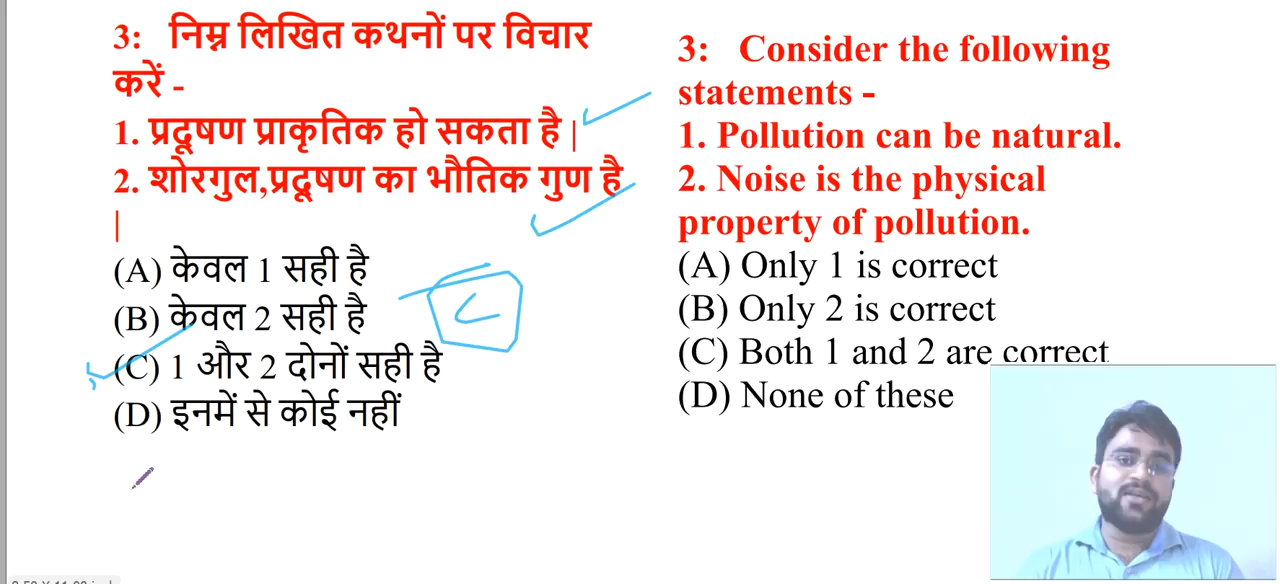 3: निम्न लिखित कथनों पर विचार
करें -
1. प्रदूषण प्राकृतिक हो सकता है |
2. शोरगुल,प्रदूषण का भौतिक गुण है
|
(A) केवल 1 सही है
(B) केवल 2 सही है
(C) 1 और 2 दोनों सही है
(D) इनमें से कोई नहीं
C
3: Consider the following
statements -
1. Pollution can be natural.
2. Noise is the physical
property of pollution.
(A) Only 1 is correct
(B) Only 2 is correct
(C) Both 1 and 2 are correct
(D) None of these